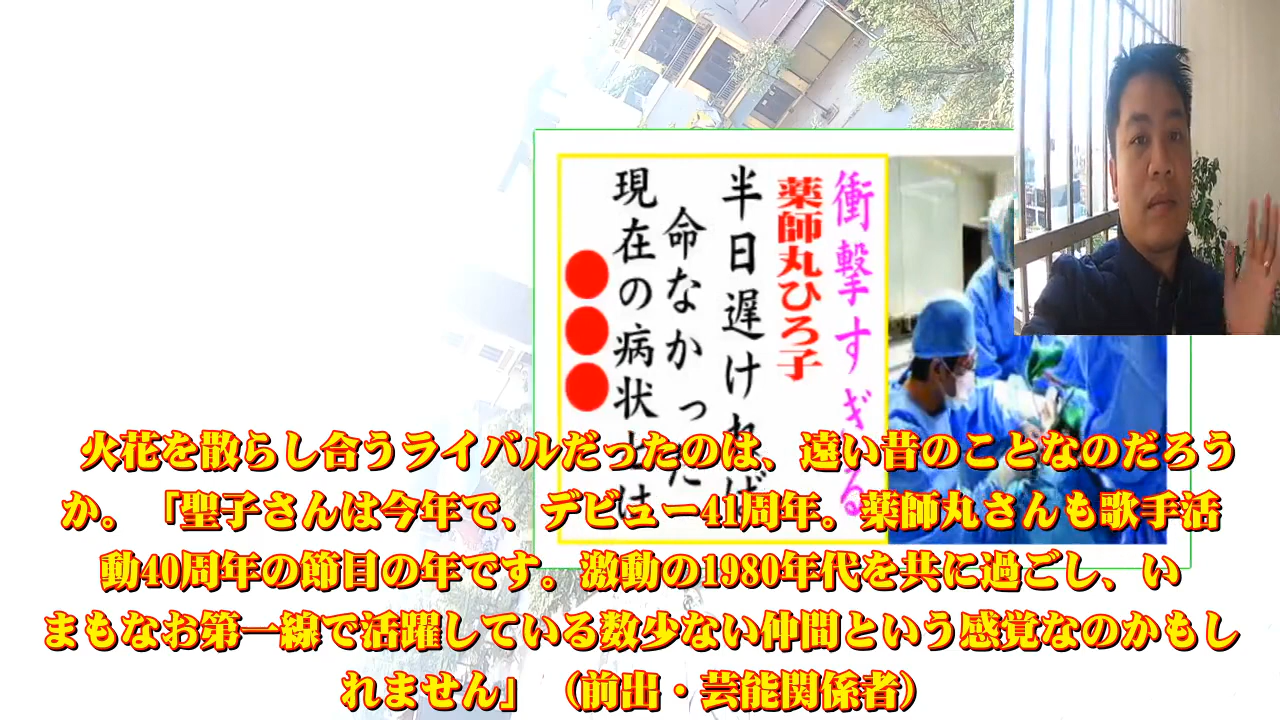 衝撃すぎる
薬師丸ひろ子
半日遅ければ
命なかった
現在の病状とは
●●●
火花を散らし合うライバルだったのは、遠い昔のことなのだろう
か。「聖子さんは今年で、デビュー41周年。薬師丸さんも歌手活
動40周年の節目の年です。激動の1980年代を共に過ごし、い
まもなお第一線で活躍している数少ない仲間という感覚なのかもし
れません」（前出・芸能関係者）